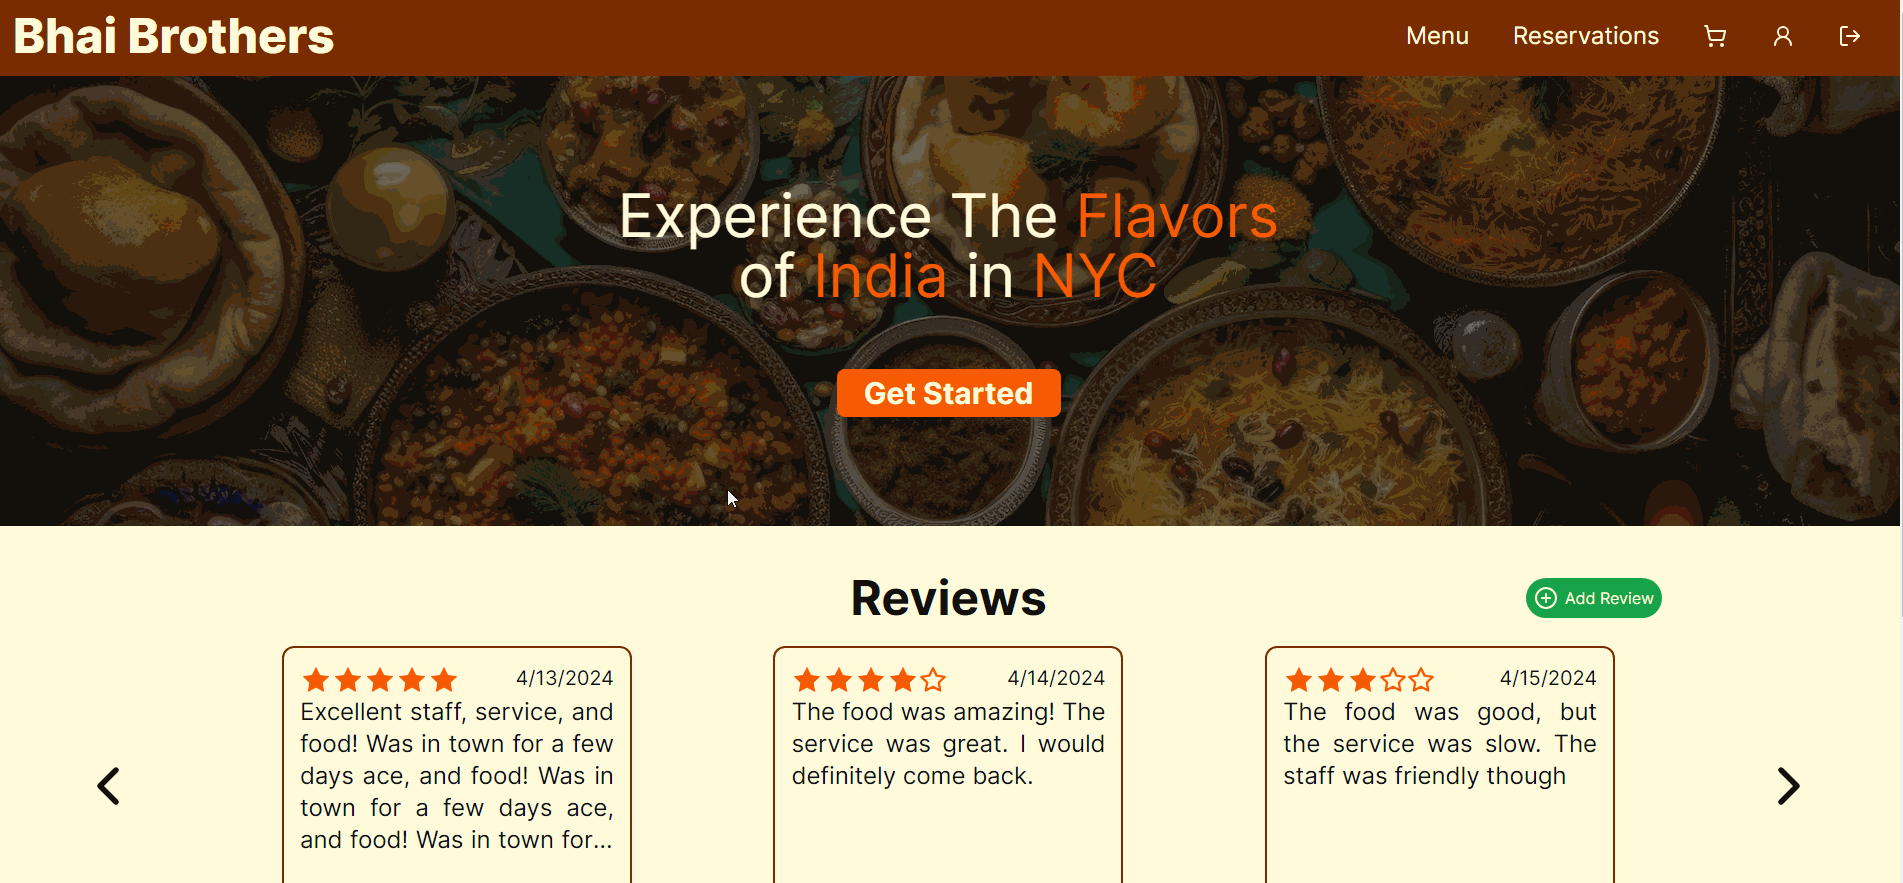 Bhai Brothers
Menu
Reservations
Experience The Flavors
of India in NYC
Get Started
Reviews
Add Review
4/13/2024
Excellent staff, service, and
food! Was in town for a few
days ace, and food! Was in
town for a few days ace,
and food! Was in town for...
4/14/2024
The food was amazing! The
service was great. I would
definitely come back.
4/15/2024
The food was good, but
the service was slow. The
staff was friendly though